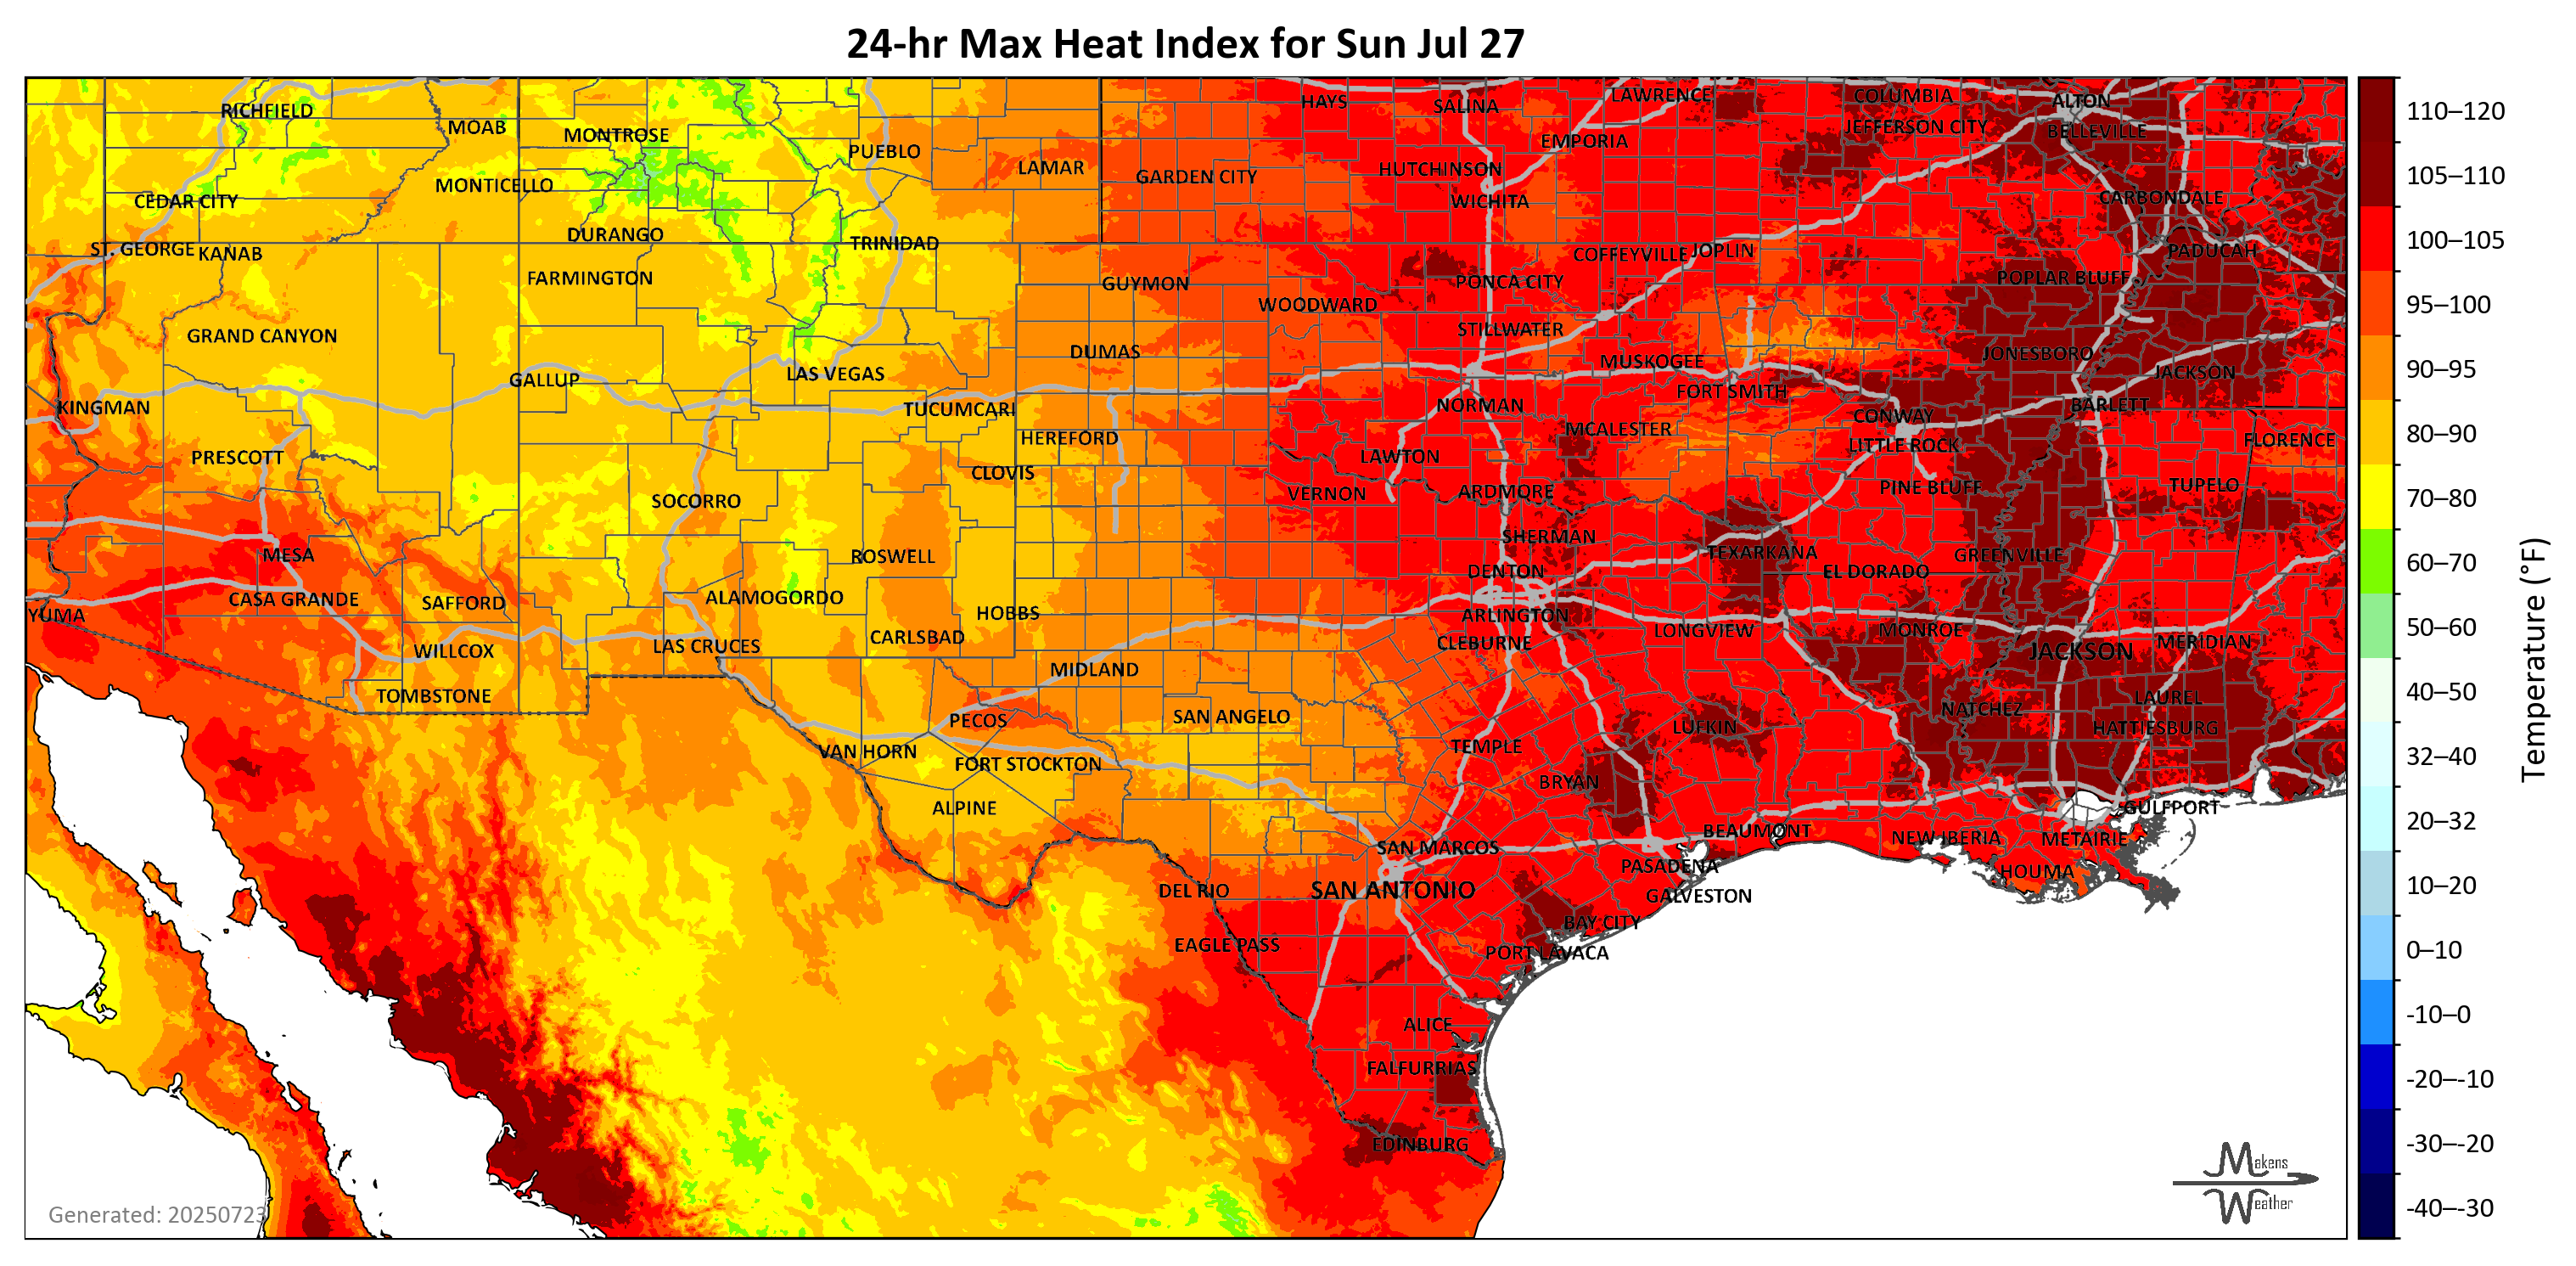 24-hr Max Heat Index for Sun Jul 27
RICHFIELD
MOAB
MONTROSE
PUEBLO
LAMAR
GARDEN CITY
HAYS
SALINA
LAWRENCE
COLUMBIA
ALTON
EMPORIA
JEFFERSON CITY
BELLEVILLE
HUTCHINSON
WICHITA
CEDAR CITY
MONTICELLO
CARBONDALE
DURANGO
TRINIDAD
ST. GEORGE
KANAB
FARMINGTON
GUYMON
WOODWARD
PONCA CITY
COFFEYVILLE
JOPLIN
PADUCAH
POPLAR BLUFF
GRAND CANYON
DUMAS
STILLWATER
MUSKOGEE
JONESBORO
GALLUP
LAS VEGAS
FORT SMITH
JACKSON
KINGMAN
TUCUMCARI
NORMAN
CONWAY
BARLETT
PRESCOTT
HEREFORD
CLOVIS
LAWTON
MCALESTER
LITTLE ROCK
FLORENCE
SOCORRO
VERNON
ARDMORE
PINE BLUFF
TUPELO
MESA
ROSWELL
SHERMAN
TEXARKANA
GREENVILLE
DENTON
EL DORADO
YUMA
CASA GRANDE
SAFFORD
ALAMOGORDO
HOBBS
ARLINGTON
CLEBURNE
LONGVIEW
MONROE
JACKSON
MERIDIAN
WILLCOX
LAS CRUCES
CARLSBAD
MIDLAND
TOMBSTONE
PECOS
SAN ANGELO
LUFKIN
NATCHEZ
LAUREL
HATTIESBURG
VAN HORN
FORT STOCKTON
TEMPLE
BRYAN
ALPINE
SAN MARCOS
BEAUMONT
NEW IBERIA
METAIRIE
GULFPORT
DEL RIO
SAN ANTONIO
PASADENA
GALVESTON
HOUMA
EAGLE PASS
BAY CITY
PORT LAVACA
ALICE
FALFURRIAS
EDINBURG
Generated: 20250723
Makens
Weather
110–120
105–110
100–105
95–100
90–95
80–90
70–80
60–70
50–60
40–50
32–40
20–32
10–20
0–10
-10–0
-20–-10
-30–-20
-40–-30
Temperature (°F)